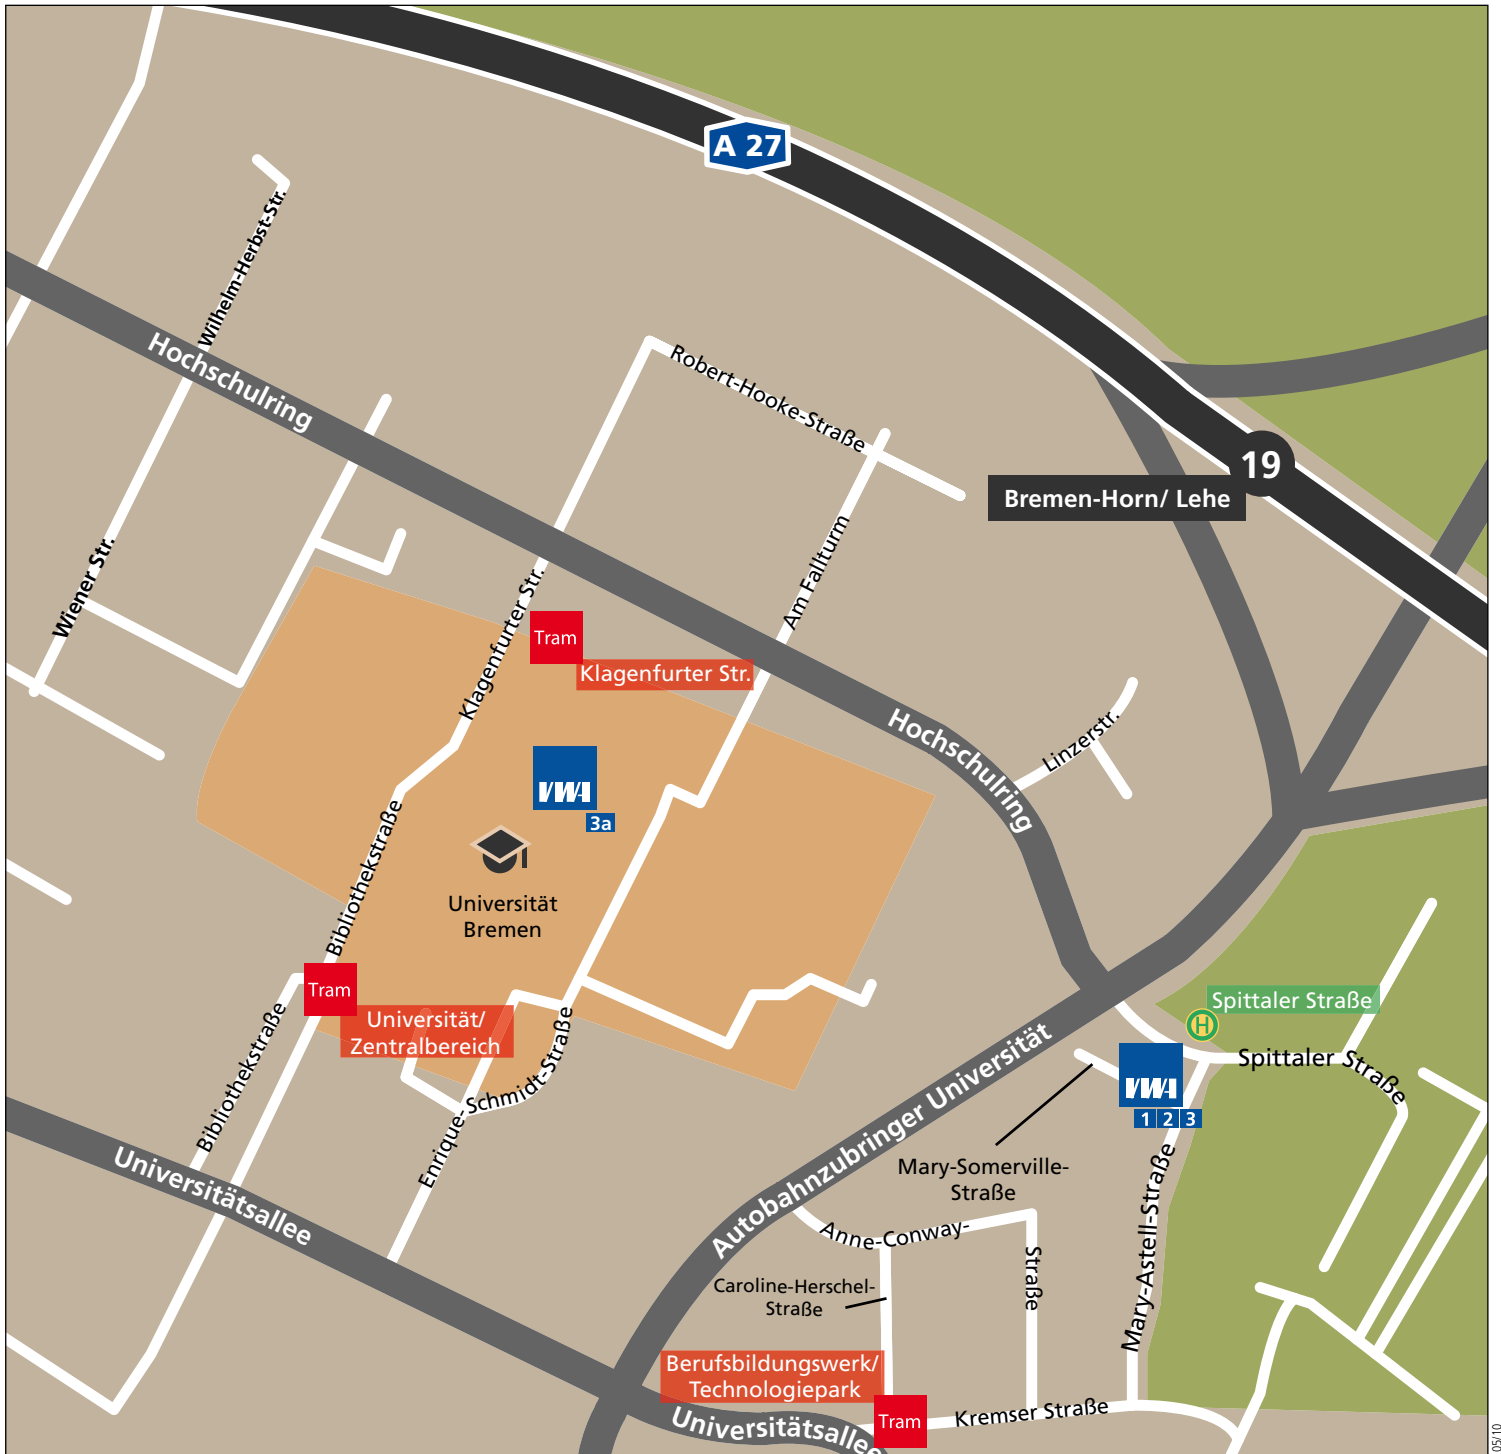 A 27
Wilhelm-Herbst-Str.
Hochschulring
Robert-Hooke-Straße
19
Bremen-Horn/ Lehe
Wiener Str.
Klagenfurter Str.
Am Fallturm
Tram
Klagenfurter Str.
Hochschulring
Linzerstr.
VWA
3a
Bibliothekstraße
Universität
Bremen
Tram
Universität/
Zentralbereich
Bibliothekstraße
Enrique-Schmidt-Straße
Spittaler Straße
H
Spittaler Straße
VWA
1 2 3
Autobahnzubringer Universität
Mary-Somerville-
Straße
Universitätsallee
Anne-Conway-
Straße
Mary-Astell-Straße
Caroline-Herschel-
Straße
Berufsbildungswerk/
Technologiepark
Tram
Kremser Straße
Universitätsallee
05/10